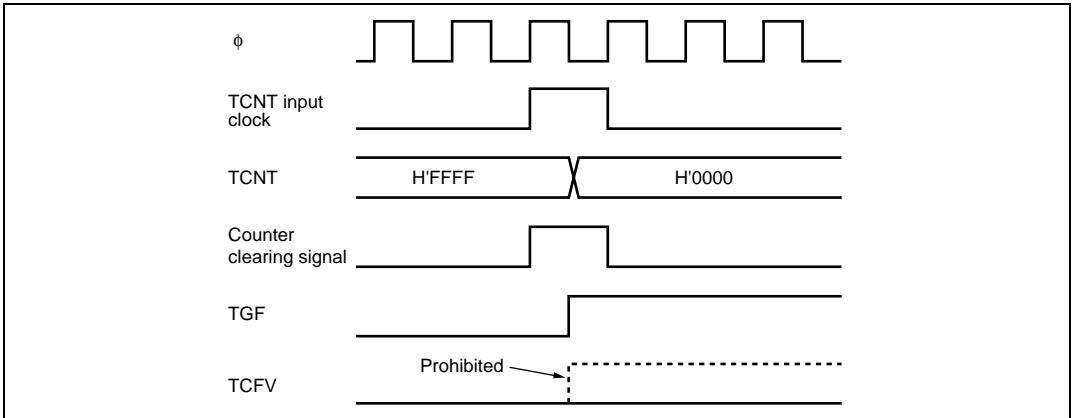 ϕ
TCNT input
clock
TCNT
H'FFFF
H'0000
Counter
clearing signal
TGF
Prohibited
TCFV